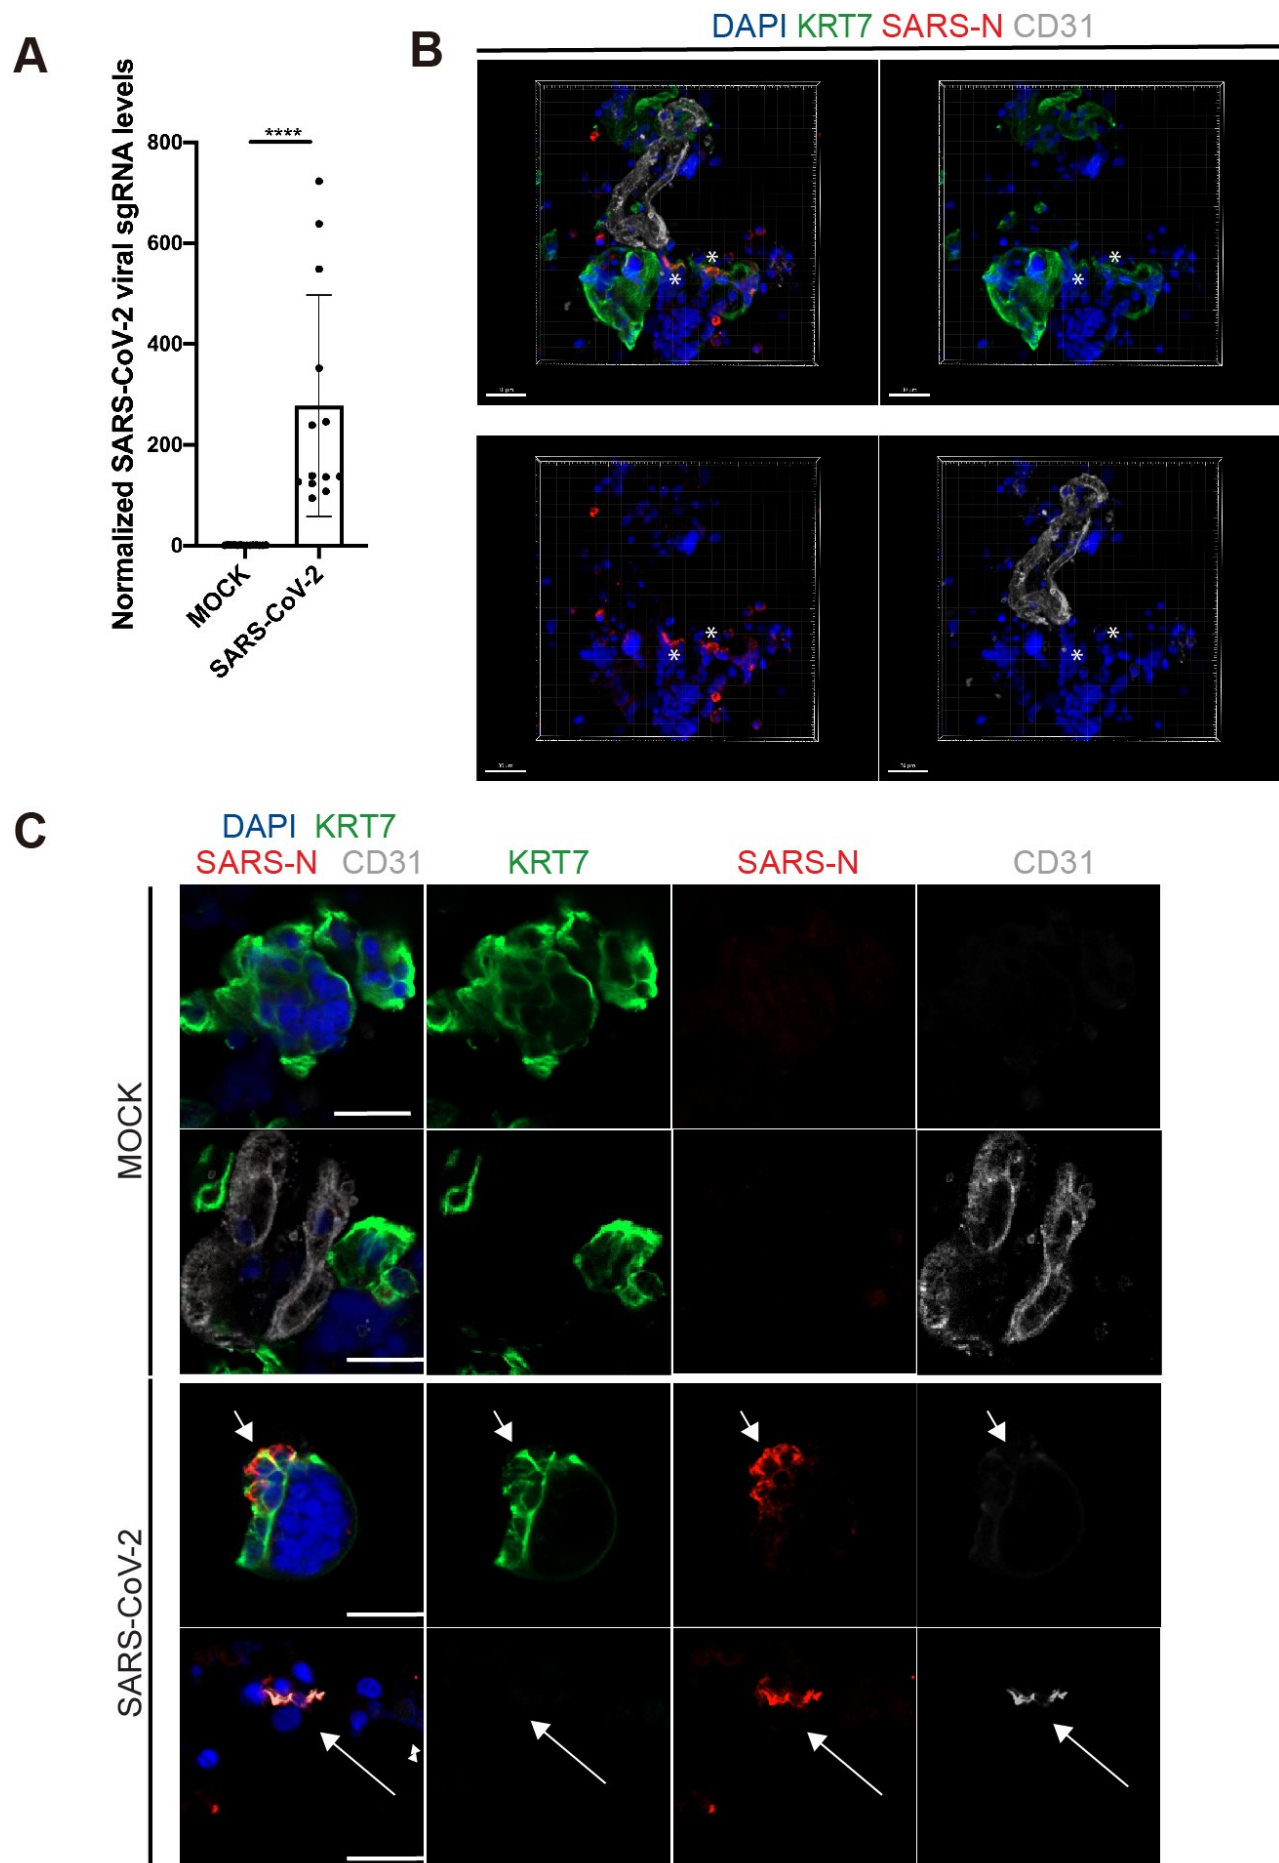 A
Normalized SARS-CoV-2 viral sgRNA levels
****
800
600
400
200
0
MOCK
SARS-CoV-2
B
DAPI KRT7 SARS-N CD31
*
*
*
*
*
*
*
*
C
DAPI KRT7
SARS-N CD31
KRT7
SARS-N
CD31
MOCK
SARS-CoV-2